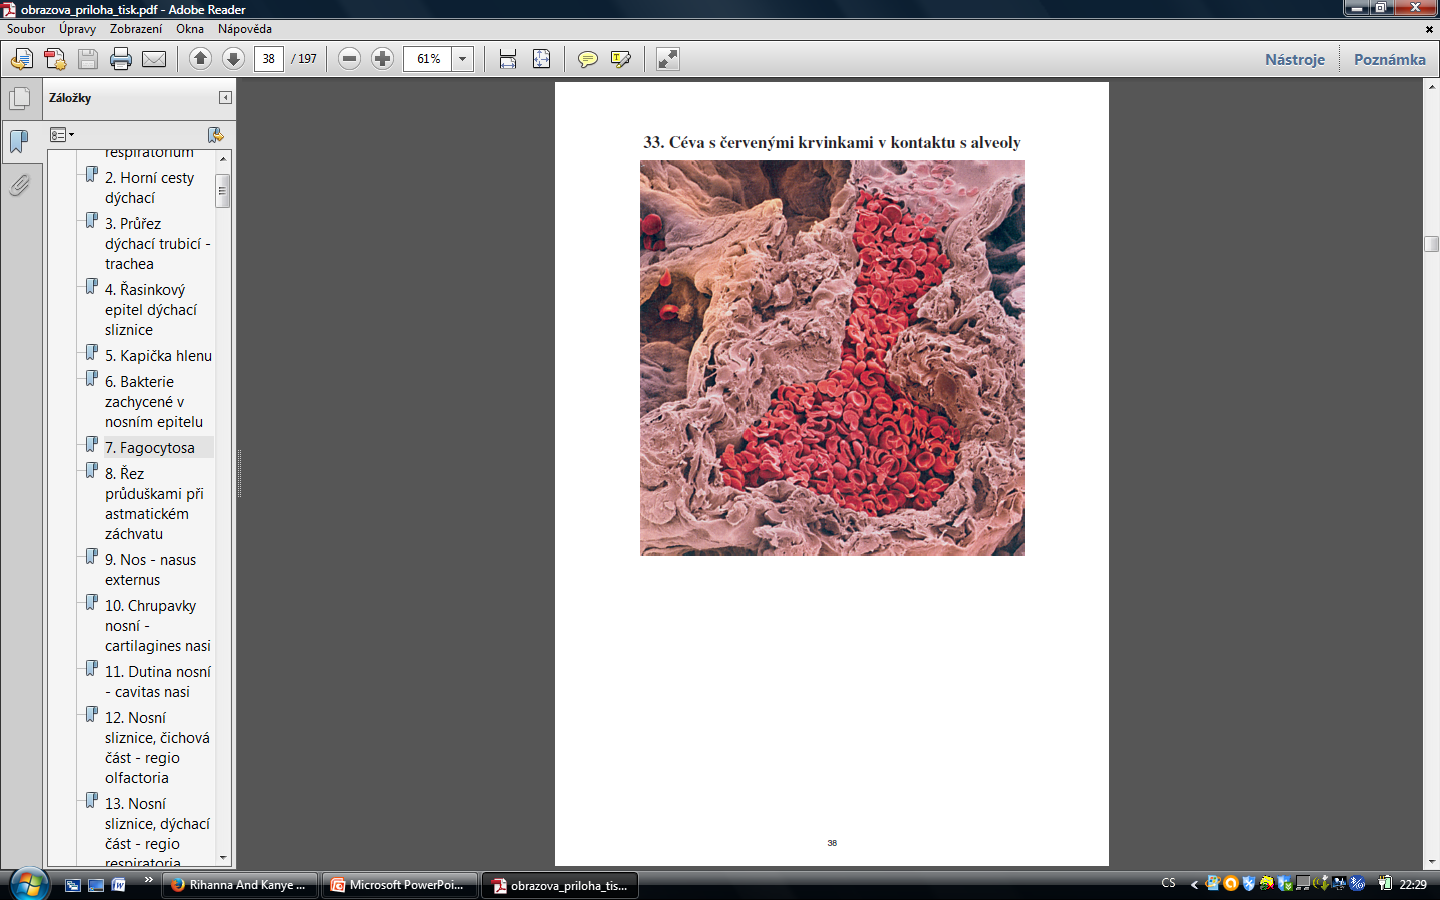 obrazova_priloha_tisk.pdf - Adobe Reader
Soubor Úpravy Zobrazení Okna Nápověda
38 / 197 61% Nástroje Poznámka
Záložky
respiratorium
2. Horní cesty
dýchací
3. Průřez
dýchací trubicí -
trachea
4. Řasinkový
epitel dýchací
sliznice
5. Kapička hlenu
6. Bakterie
zachycené v
nosním epitelu
7. Fagocytosa
8. Řez
průduškami při
astmatickém
záchvatu
9. Nos - nasus
externus
10. Chrupavky
nosní -
cartilagines nasi
11. Dutina nosní
- cavitas nasi
12. Nosní
sliznice, čichová
část - regio
olfactoria
13. Nosní
sliznice, dýchací
část - regio
respiratoria
33. Céva s červenými krvinkami v kontaktu s alveoly
38
Rihanna And Kanye ... Microsoft PowerPoi... obrazova_priloha_tis... CS 22:29